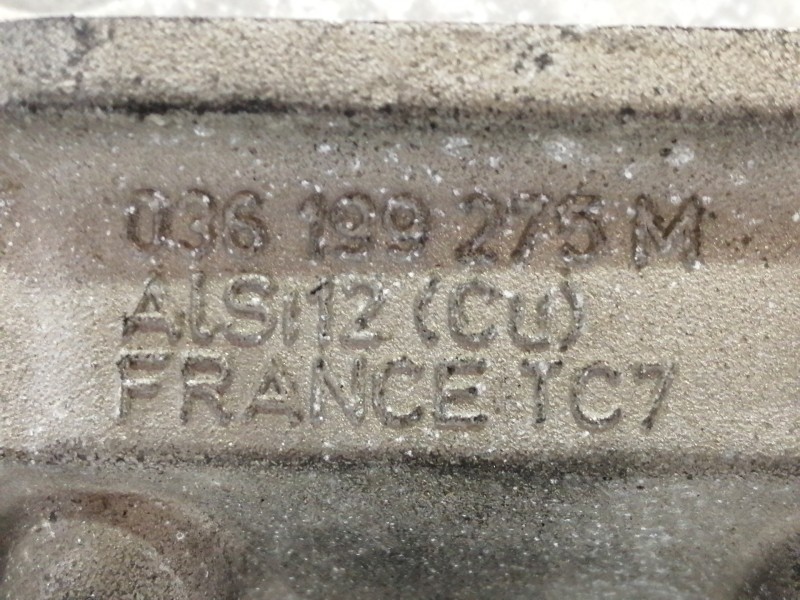 036 199 275 M
AlSi12 (Cu)
FRANCE TC7